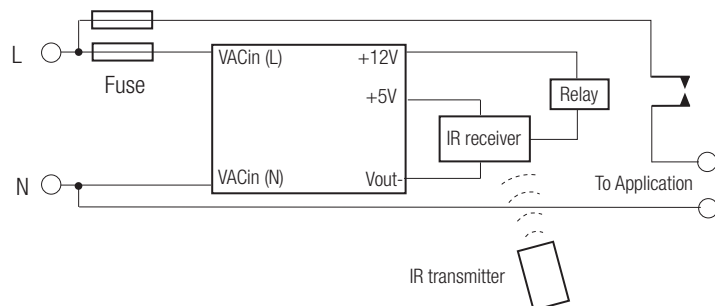 L
Fuse
VACin (L)
+12V
+5V
Relay
IR receiver
N
VACin (N)
Vout-
To Application
IR transmitter